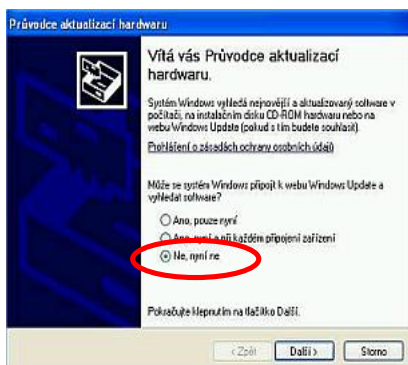 Průvodce aktualizací hardwaru
Vítá vás Průvodce aktualizací
hardwaru.
Systém Windows vyhledá nejnovější a aktualizovaný software v
počítači, na instalačním disku CD-ROM hardwaru nebo na
webu Windows Update (pokud s tím budete souhlasit).
Prohlášení o zásadách ochrany osobních údajů
Může se systém Windows připojit k webu Windows Update a
vyhledat software?
Ano, pouze nyní
Ano, nyní a při každém připojení zařízení
Ne, nyní ne
Pokračujte klepnutím na tlačítko Další.
< Zpět
Další >
Storno